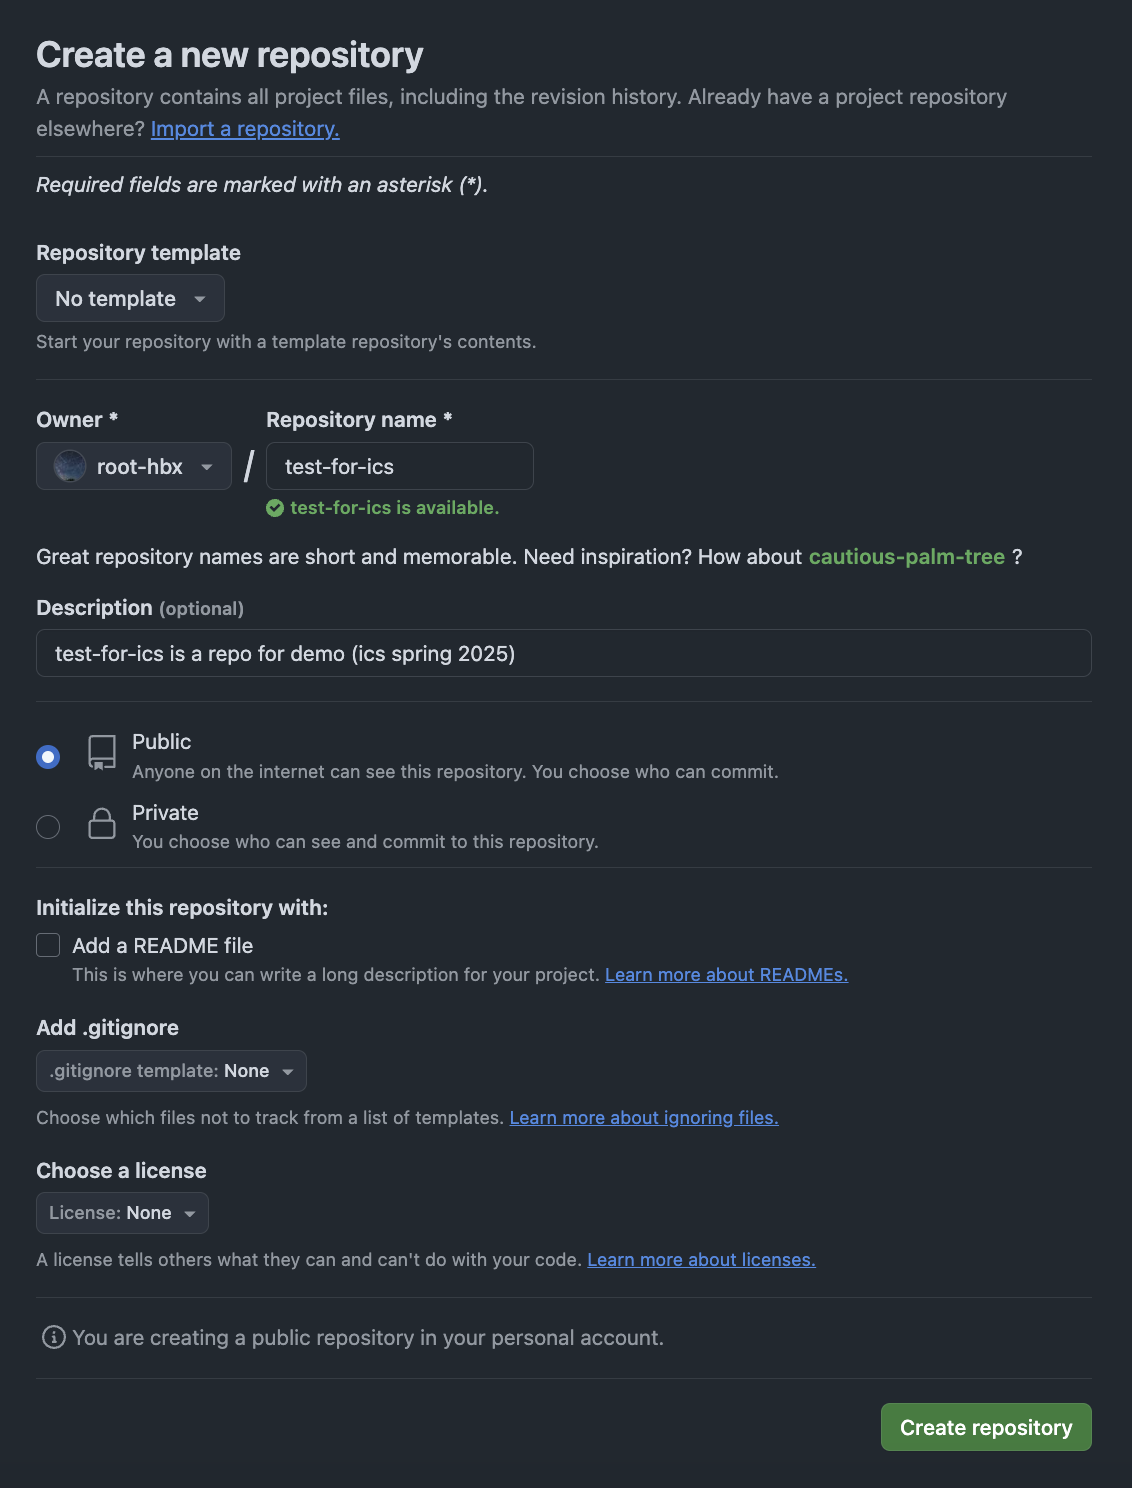 Create a new repository
A repository contains all project files, including the revision history. Already have a project repository
elsewhere? Import a repository.
Required fields are marked with an asterisk (*).
Repository template
No template
Start your repository with a template repository's contents.
Owner *
Repository name *
root-hbx
/
test-for-ics
test-for-ics is available.
Great repository names are short and memorable. Need inspiration? How about cautious-palm-tree ?
Description (optional)
test-for-ics is a repo for demo (ics spring 2025)
Public
Anyone on the internet can see this repository. You choose who can commit.
Private
You choose who can see and commit to this repository.
Initialize this repository with:
Add a README file
This is where you can write a long description for your project. Learn more about READMEs.
Add .gitignore
.gitignore template: None
Choose which files not to track from a list of templates. Learn more about ignoring files.
Choose a license
License: None
A license tells others what they can and can't do with your code. Learn more about licenses.
You are creating a public repository in your personal account.
Create repository